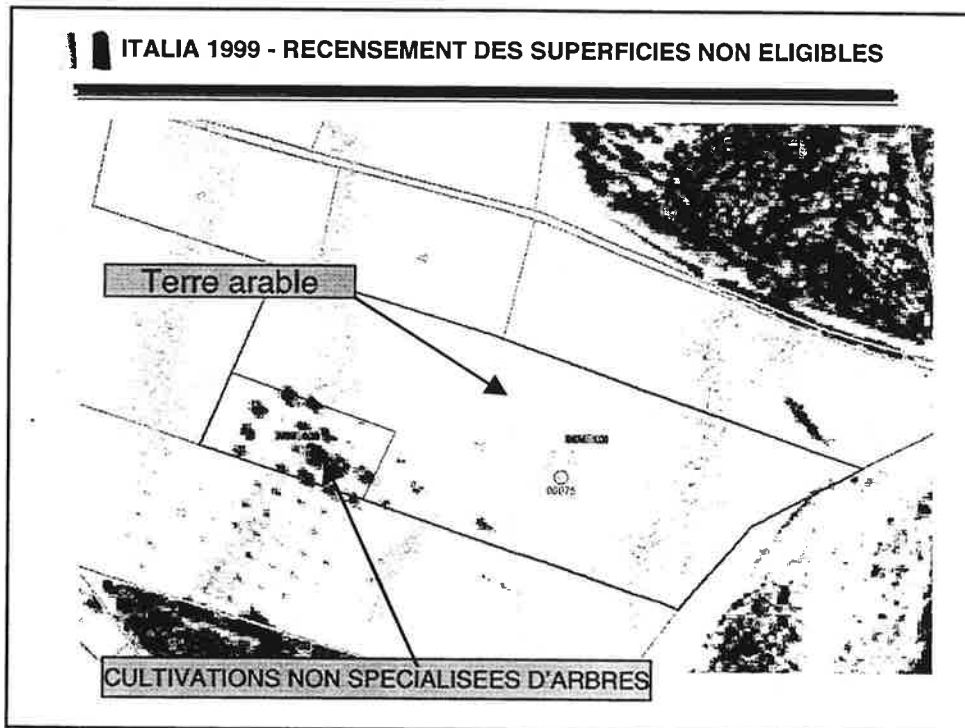 ITALIA 1999 - RECENSEMENT DES SUPERFICIES NON ELIGIBLES
Terre arable
00075
CULTIVATIONS NON SPECIALISEES D'ARBRES